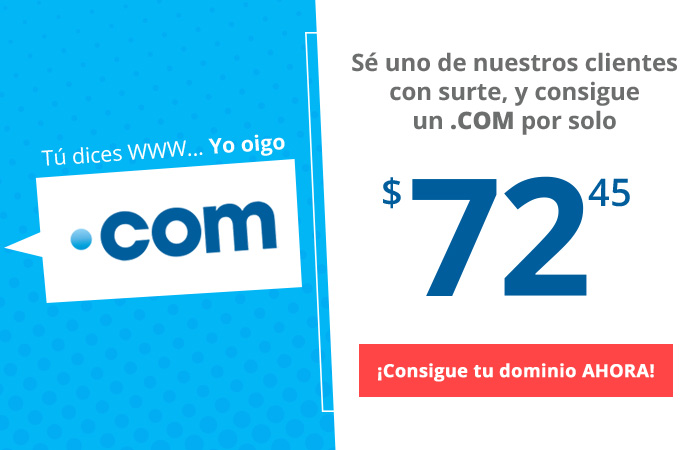 Tú dices WWW... Yo oigo
.com
Sé uno de nuestros clientes
con surte, y consigue
un .COM por solo
$72.45
¡Consigue tu dominio AHORA!